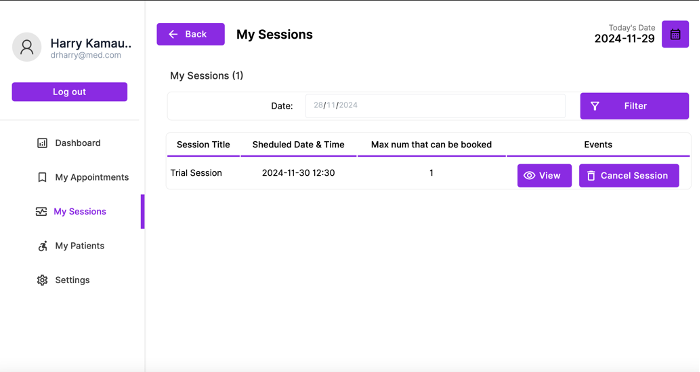 Harry Kamau..
drharry@med.com
Log out
Dashboard
My Appointments
My Sessions
My Patients
Settings
Back
My Sessions
Today's Date
2024-11-29
My Sessions (1)
Date: 28/11/2024 Filter
Session Title Sheduled Date & Time Max num that can be booked Events
Trial Session 2024-11-30 12:30 1 View Cancel Session